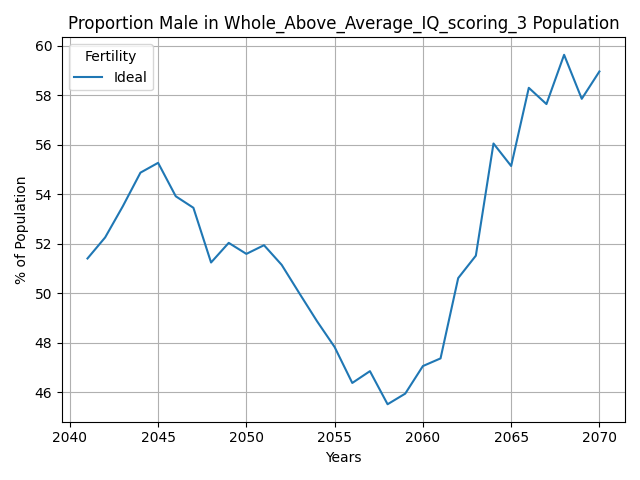 Proportion Male in Whole_Above_Average_IQ_scoring_3 Population
Fertility
Ideal
% of Population
60
58
56
54
52
50
48
46
2040 2045 2050 2055 2060 2065 2070
Years